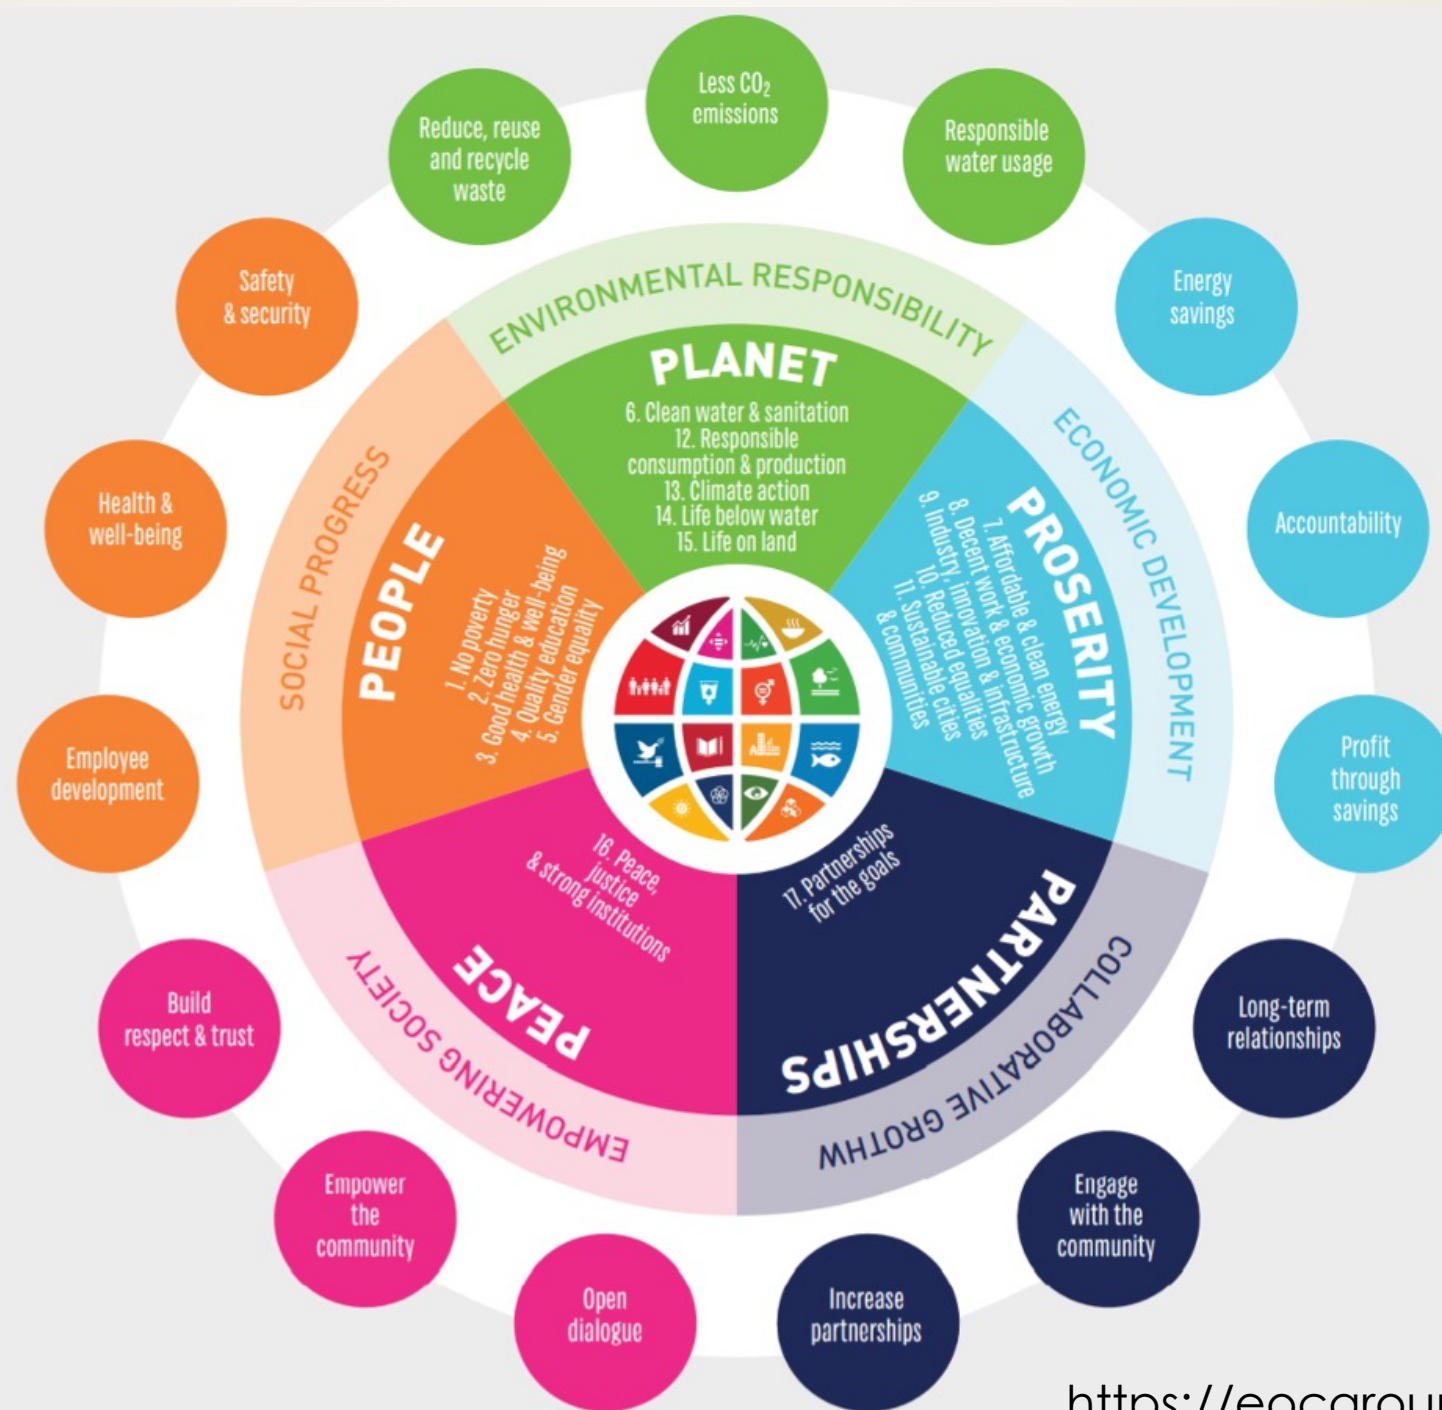 Less CO₂
emissions
Reduce, reuse
and recycle
waste
Responsible
water usage
Energy
savings
Accountability
Profit
through
savings
Long-term
relationships
Engage
with the
community
Increase
partnerships
Open
dialogue
Empower
the
community
Build
respect & trust
Employee
development
Health &
well-being
Safety
& security
ENVIRONMENTAL RESPONSIBILITY
PLANET
6. Clean water & sanitation
12. Responsible
consumption & production
13. Climate action
14. Life below water
15. Life on land
ECONOMIC DEVELOPMENT
PROSERITY
7. Affordable & clean energy
8. Decent work & economic growth
9. Industry, innovation & infrastructure
10. Reduced equalities
11. Sustainable cities
& communities
COLLABORATIVE GROTHW
PARTNERSHIPS
17. Partnerships
for the goals
EMPOWERING SOCIETY
PEACE
16. Peace,
justice
& strong institutions
SOCIAL PROGRESS
PEOPLE
1. No poverty
2. Zero hunger
3. Good health & well-being
4. Quality education
5. Gender equality